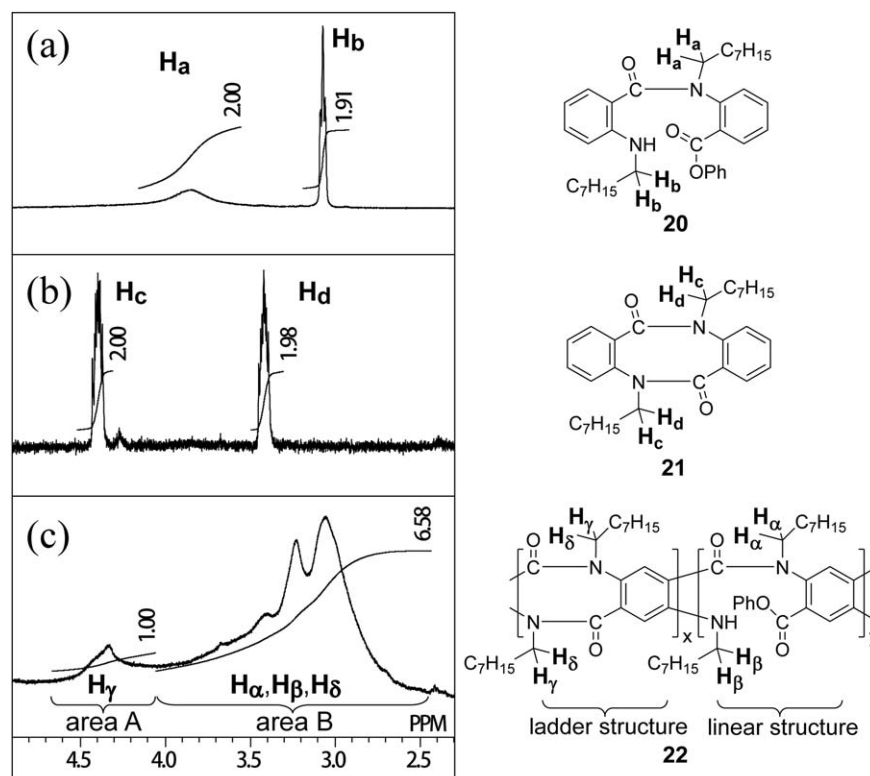 (a)
Ha
2.00
Hb
1.91
(b)
Hc
2.00
Hd
1.98
(c)
1.00
6.58
Hγ
Hα,Hβ,Hδ
area A
area B
PPM
4.5
4.0
3.5
3.0
2.5
Ha
Ha
C7H15
O
C
N
NH
O
C
OPh
C7H15
Hb
Hb
20
Hc
Hd
C7H15
O
C
N
N
C
O
C7H15
Hd
Hc
21
Hγ
Hδ
C7H15
Hα
Hα
C7H15
O
C
N
O
C
N
PhO
N
C
O
x
NH
C
O
C7H15
Hδ
Hγ
C7H15
Hβ
Hβ
ladder structure
linear structure
22